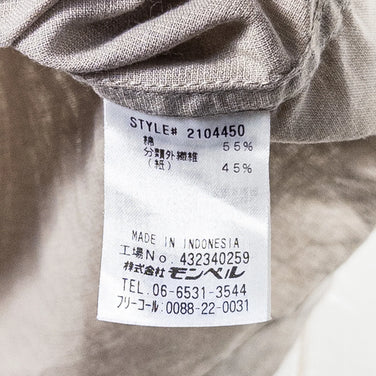 STYLE# 2104450
綿 55%
分類外繊維
(紙) 45%
MADE IN INDONESIA
工場No. 432340259
株式会社 モンベル
TEL. 06-6531-3544
フリーコール: 0088-22-0031